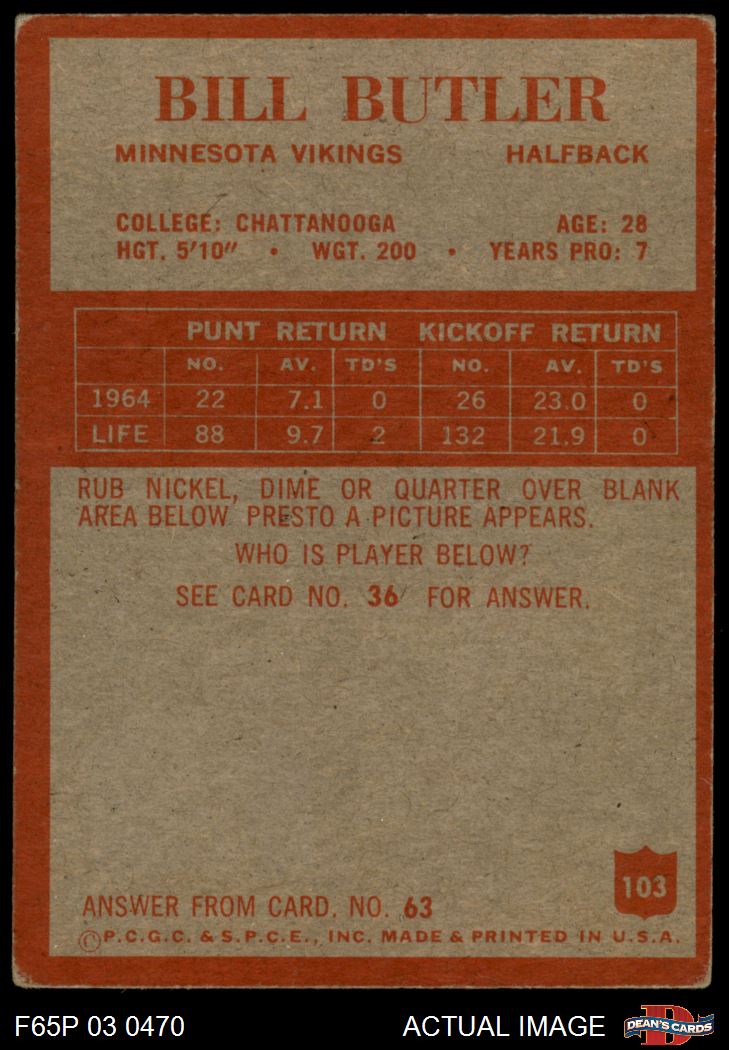 BILL BUTLER
MINNESOTA VIKINGS HALFBACK
COLLEGE: CHATTANOOGA AGE: 28
HGT. 5'10" • WGT. 200 • YEARS PRO: 7
PUNT RETURN KICKOFF RETURN
NO. AV. TD'S NO. AV. TD'S
1964 22 7.1 0 26 23.0 0
LIFE 88 9.7 2 132 21.9 0
RUB NICKEL, DIME OR QUARTER OVER BLANK
AREA BELOW PRESTO A PICTURE APPEARS.
WHO IS PLAYER BELOW?
SEE CARD NO. 36 FOR ANSWER.
103
ANSWER FROM CARD. NO. 63
©P.C.G.C. & S.P.C.E., INC. MADE & PRINTED IN U.S.A.
F65P 03 0470 ACTUAL IMAGE D DEAN'S CARDS